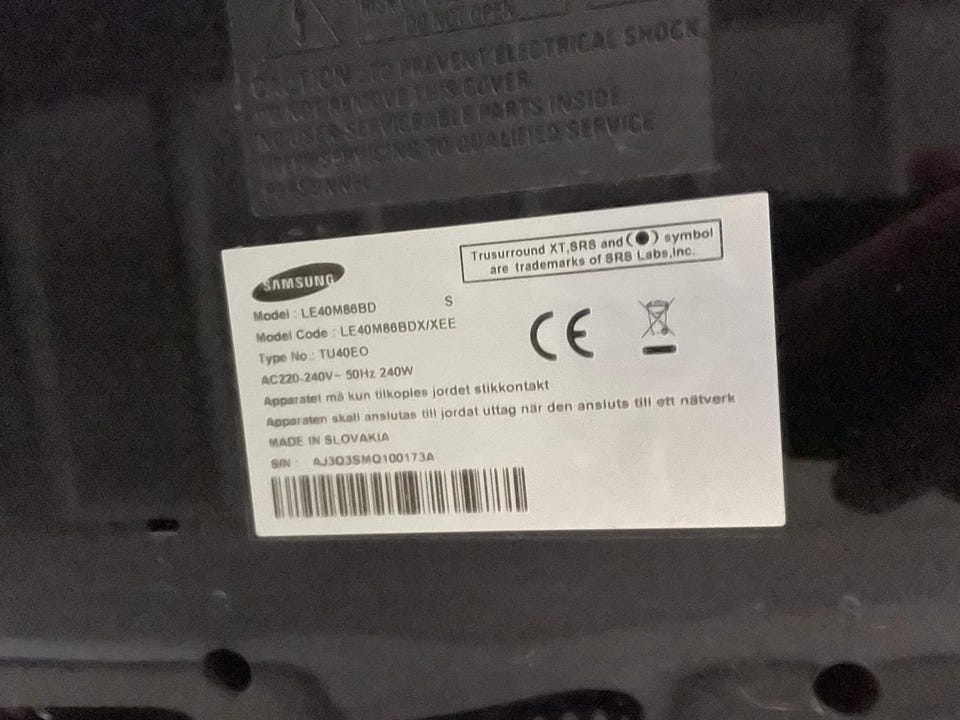 DO NOT OPEN
CAUTION : TO PREVENT ELECTRICAL SHOCK,
DO NOT REMOVE THIS COVER.
NO USER-SERVICEABLE PARTS INSIDE.
REFER SERVICING TO QUALIFIED SERVICE
PERSONNEL.
Trusurround XT,SRS and (●) symbol
are trademarks of SRS Labs,Inc.
SAMSUNG
Model : LE40M86BD S
Model Code : LE40M86BDX/XEE
Type No.: TU40EO
AC220-240V~ 50Hz 240W
Apparatet må kun tilkoples jordet stikkontakt
Apparaten skall anslutas till jordat uttag när den ansluts till ett nätverk
MADE IN SLOVAKIA
S/N : AJ3Q3SMQ100173A
CE